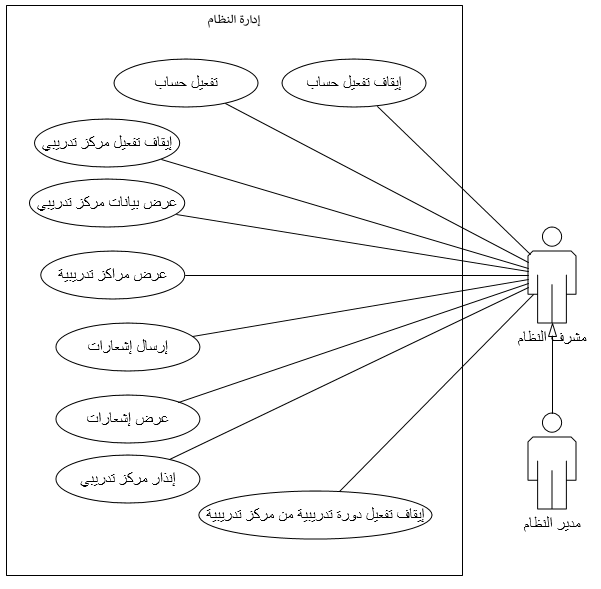 إدارة النظام
إيقاف تفعيل حساب
تفعيل حساب
إيقاف تفعيل مركز تدريبي
عرض بيانات مركز تدريبي
عرض مراكز تدريبية
إرسال إشعارات
عرض إشعارات
إنذار مركز تدريبي
إيقاف تفعيل دورة تدريبية من مركز تدريبية
مشرف النظام
مدير النظام